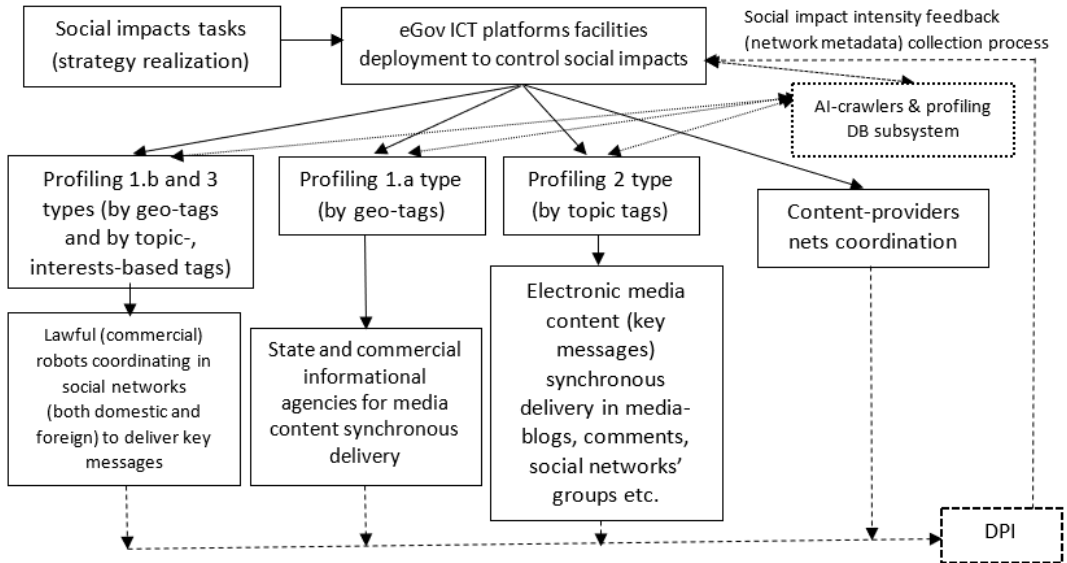 Social impacts tasks
(strategy realization)
eGov ICT platforms facilities
deployment to control social impacts
Social impact intensity feedback
(network metadata) collection process
AI-crawlers & profiling
DB subsystem
Profiling 1.b and 3
types (by geo-tags
and by topic-,
interests-based tags)
Profiling 1.a type
(by geo-tags)
Profiling 2 type
(by topic tags)
Content-providers
nets coordination
Lawful (commercial)
robots coordinating in
social networks
(both domestic and
foreign) to deliver key
messages
State and commercial
informational
agencies for media
content synchronous
delivery
Electronic media
content (key
messages)
synchronous
delivery in media-
blogs, comments,
social networks’
groups etc.
DPI